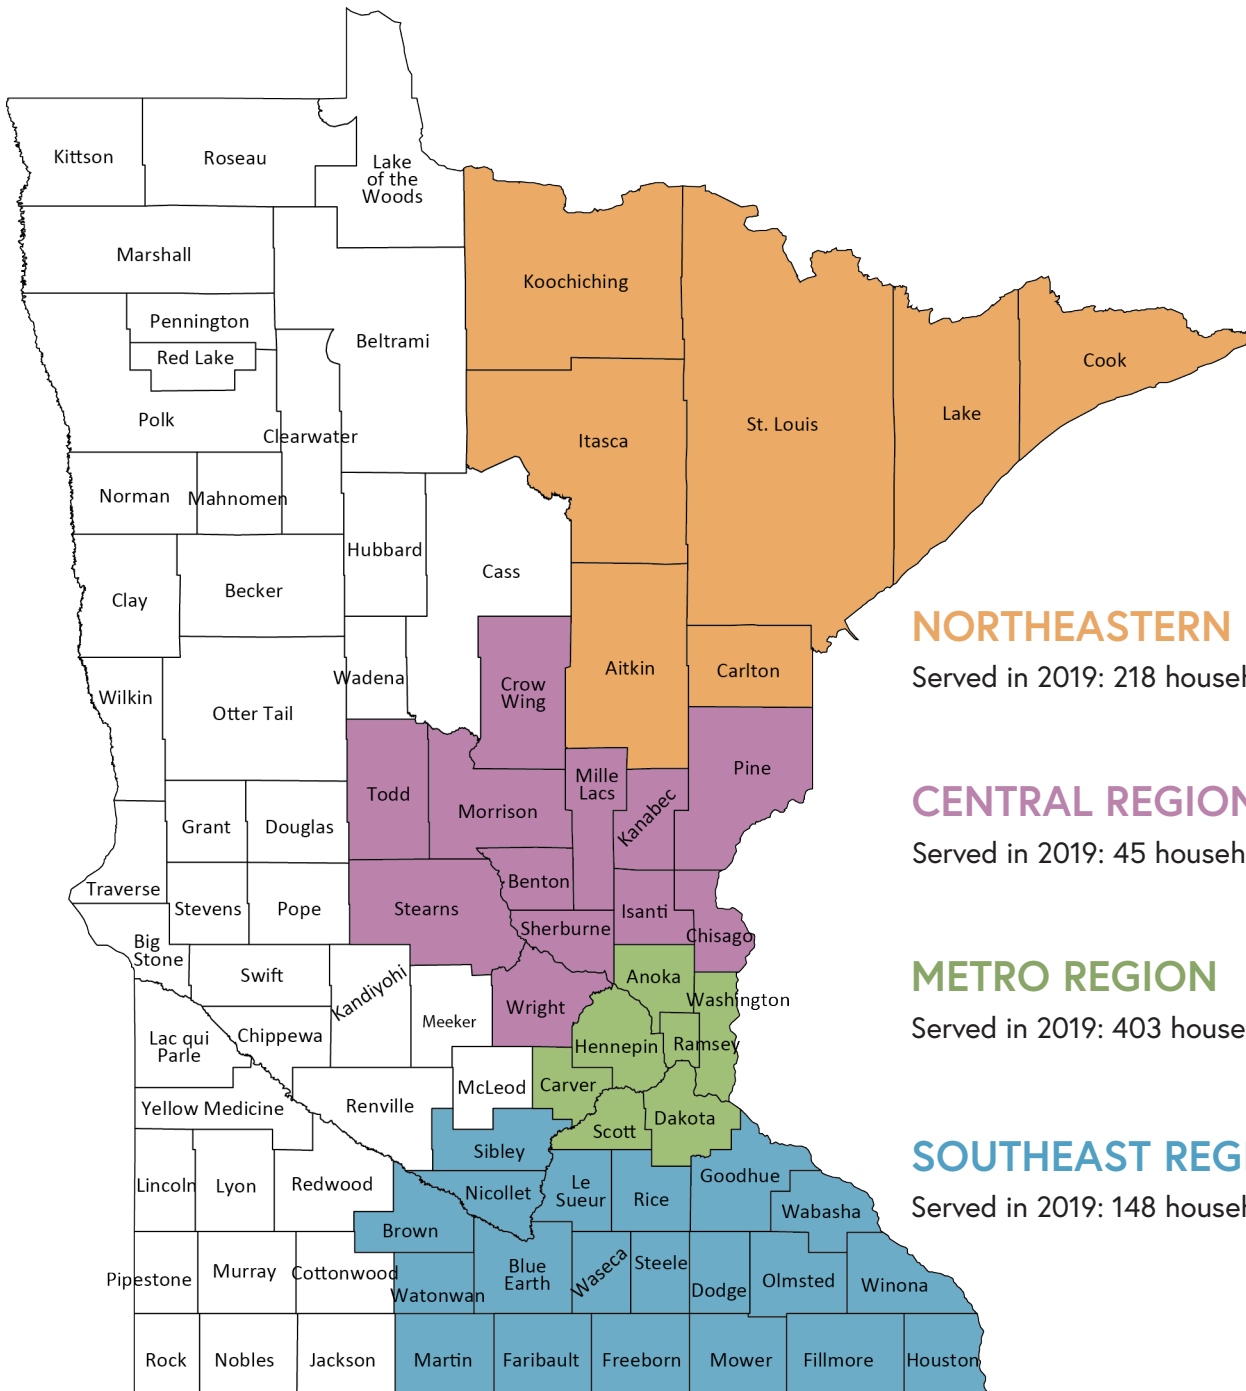 Kittson
Roseau
Lake
of the
Woods
Marshall
Koochiching
Pennington
Beltrami
Red Lake
Cook
Polk
Lake
St. Louis
Clearwater
Itasca
Norman
Mahnomen
Hubbard
Cass
Becker
Clay
NORTHEASTERN
Served in 2019: 218 househ
Aitkin
Carlton
Wadena
Crow
Wing
Wilkin
Otter Tail
Pine
Mille
Lacs
Todd
Morrison
Kanabec
CENTRAL REGION
Served in 2019: 45 househ
Grant
Douglas
Benton
Traverse
Stevens
Pope
Stearns
Isanti
Sherburne
Chisago
Big
Stone
Swift
Kandiyohi
Anoka
METRO REGION
Served in 2019: 403 house
Washington
Wright
Meeker
Chippewa
Lac qui
Parle
Hennepin
Ramsey
Carver
McLeod
Renville
Yellow Medicine
Dakota
Scott
Sibley
SOUTHEAST REG
Served in 2019: 148 househ
Goodhue
Lincoln
Lyon
Redwood
Nicollet
Le
Sueur
Rice
Wabasha
Brown
Pipestone
Murray
Cottonwood
Watonwan
Blue
Earth
Waseca
Steele
Dodge
Olmsted
Winona
Rock
Nobles
Jackson
Martin
Faribault
Freeborn
Mower
Fillmore
Houston